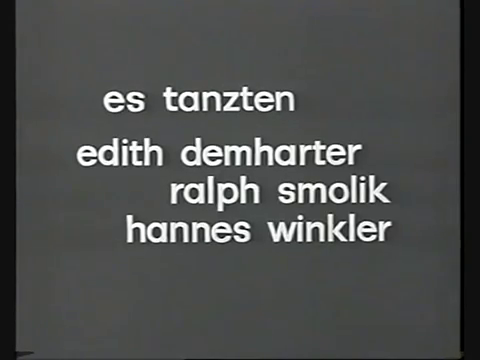 es tanzten
edith demharter
ralph smolik
hannes winkler